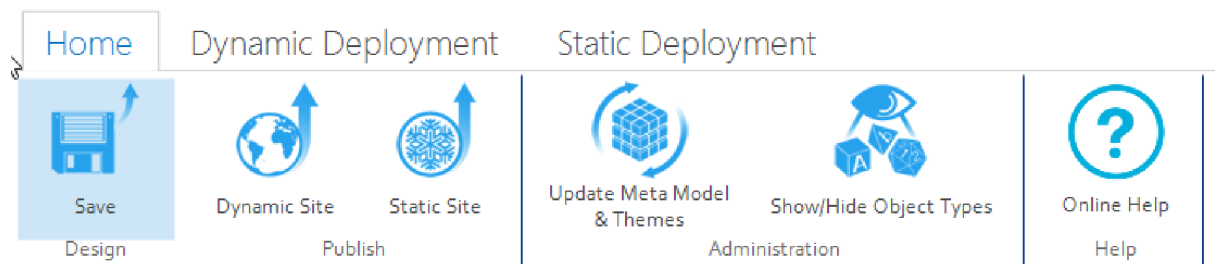 Home Dynamic Deployment Static Deployment
Save Dynamic Site Static Site Update Meta Model & Themes Show/Hide Object Types Online Help
Design Publish Administration Help
A 12
?